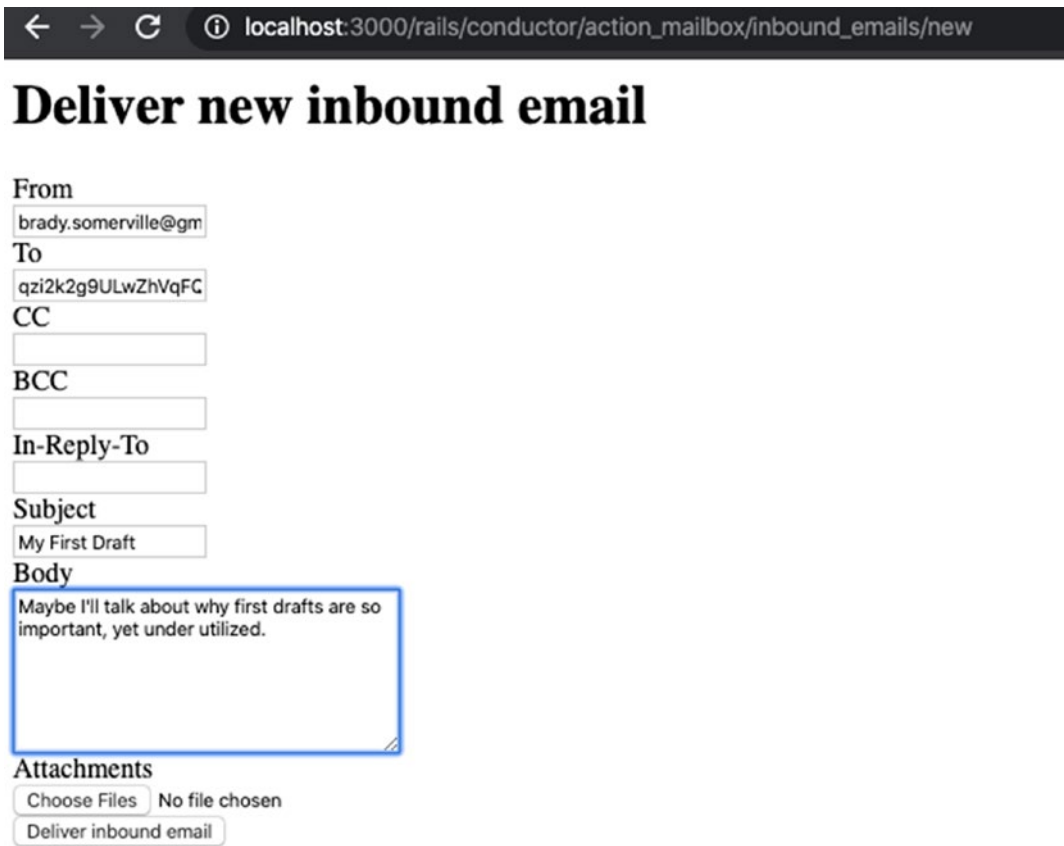 localhost:3000/rails/conductor/action_mailbox/inbound_emails/new
Deliver new inbound email
From
brady.somerville@gm
To
qzi2k2g9ULwZhVqFC
CC
BCC
In-Reply-To
Subject
My First Draft
Body
Maybe I'll talk about why first drafts are so
important, yet under utilized.
Attachments
Choose Files No file chosen
Deliver inbound email